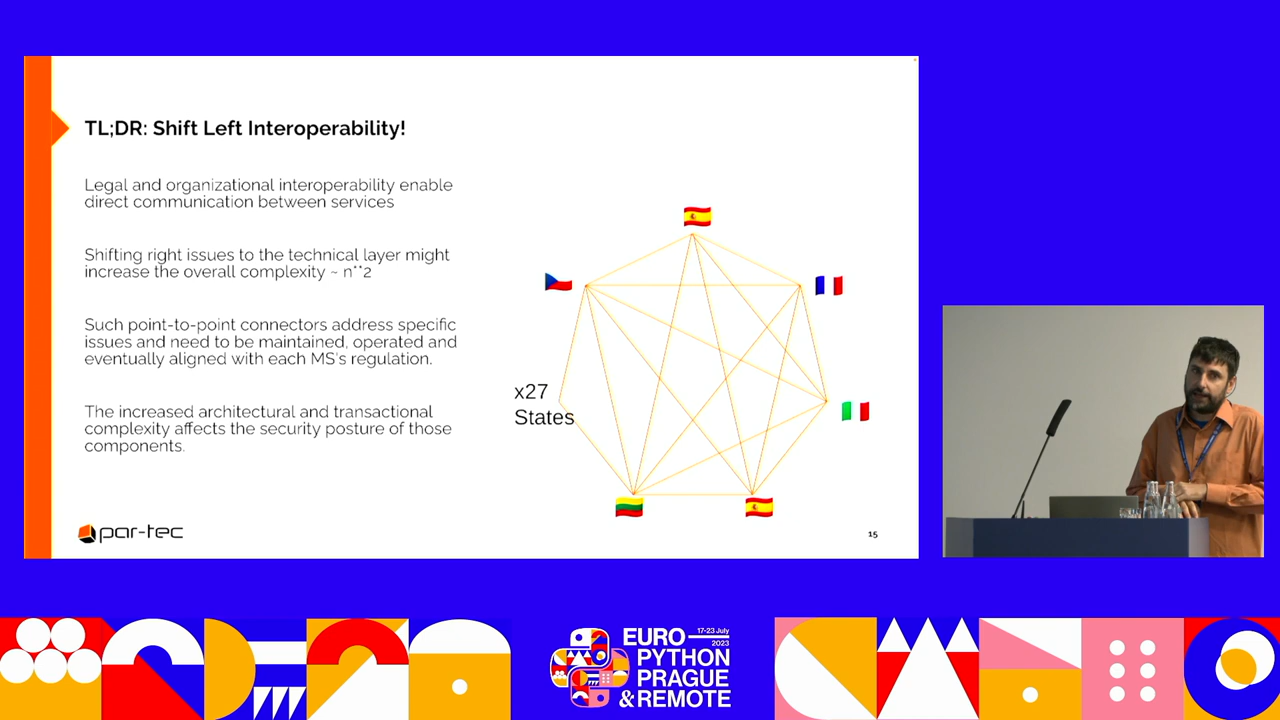 TL;DR: Shift Left Interoperability!
Legal and organizational interoperability enable
direct communication between services
Shifting right issues to the technical layer might
increase the overall complexity ~ n**2
Such point-to-point connectors address specific
issues and need to be maintained, operated and
eventually aligned with each MS's regulation.
The increased architectural and transactional
complexity affects the security posture of those
components.
x27
States
par-tec
15
EURO
17-23 July
2023
PYTHON
PRAGUE
& REMOTE